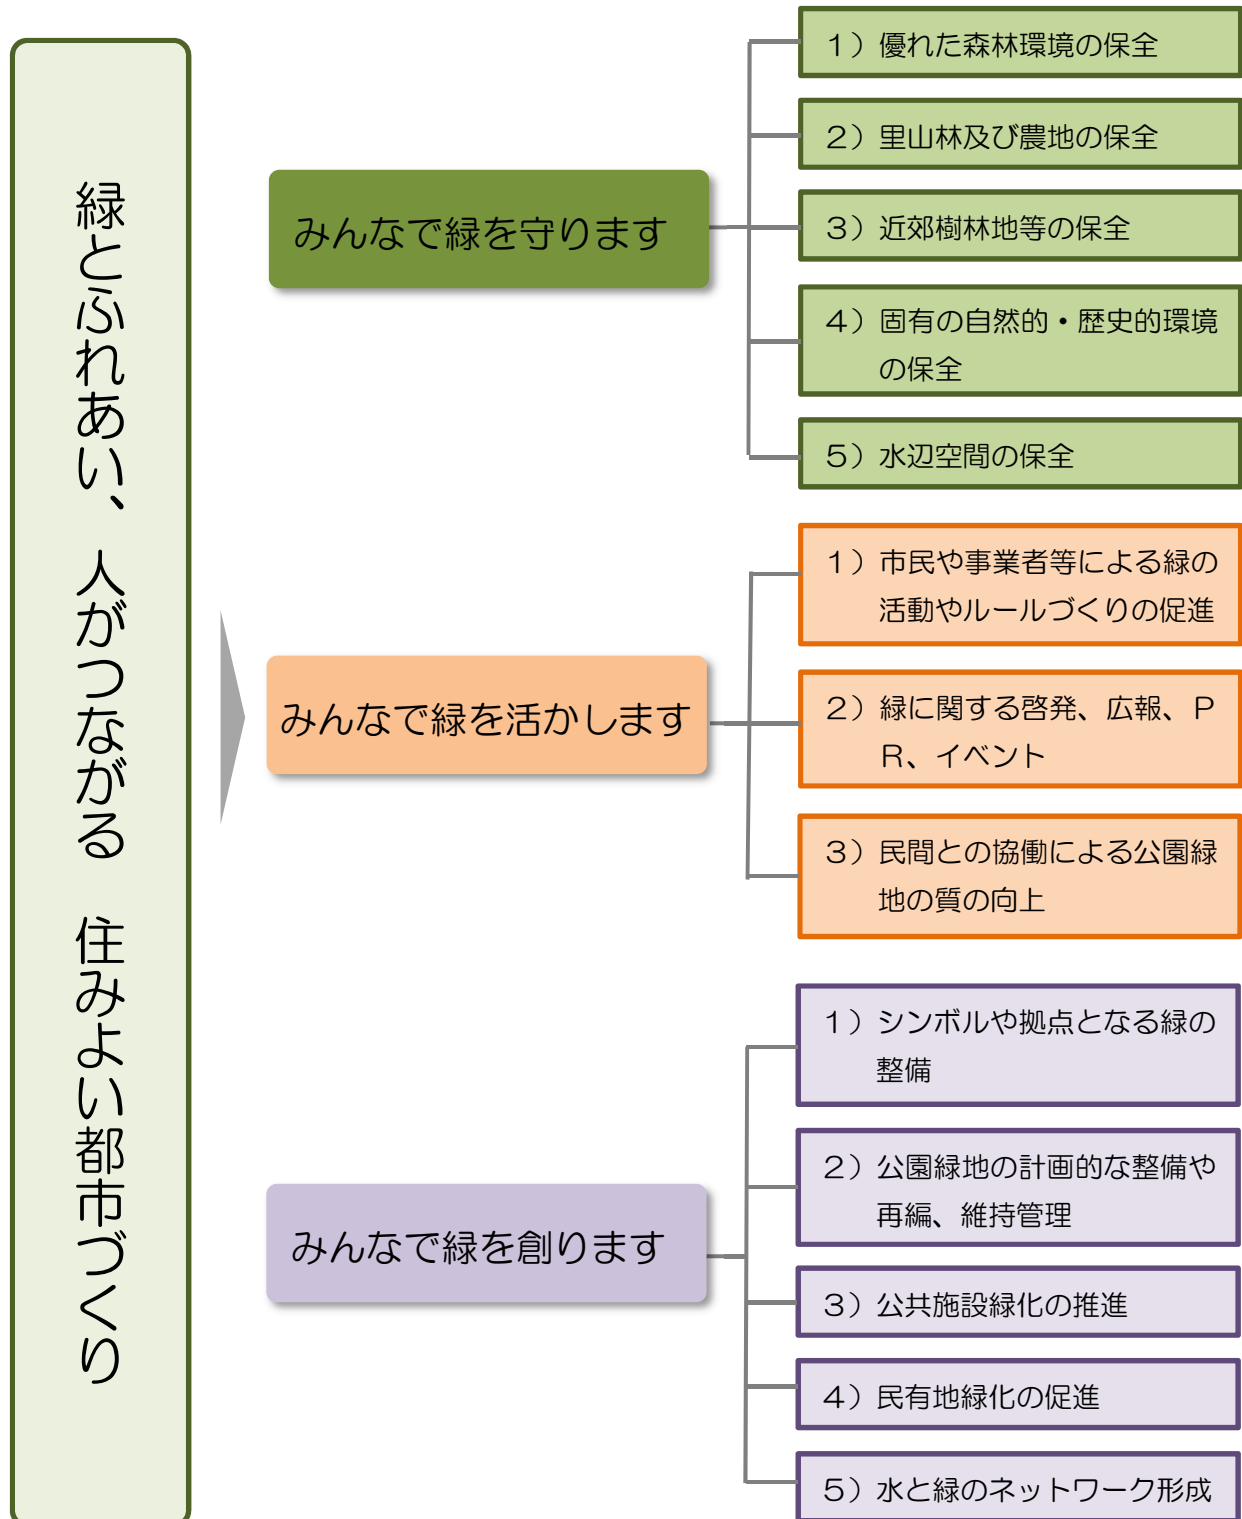 緑とふれあい、人がつながる　住みよい都市づくり
みんなで緑を守ります
１）優れた森林環境の保全
２）里山林及び農地の保全
３）近郊樹林地等の保全
４）固有の自然的・歴史的環境
の保全
５）水辺空間の保全
みんなで緑を活かします
１）市民や事業者等による緑の
活動やルールづくりの促進
２）緑に関する啓発、広報、Ｐ
Ｒ、イベント
３）民間との協働による公園緑
地の質の向上
みんなで緑を創ります
１）シンボルや拠点となる緑の
整備
２）公園緑地の計画的な整備や
再編、維持管理
３）公共施設緑化の推進
４）民有地緑化の促進
５）水と緑のネットワーク形成